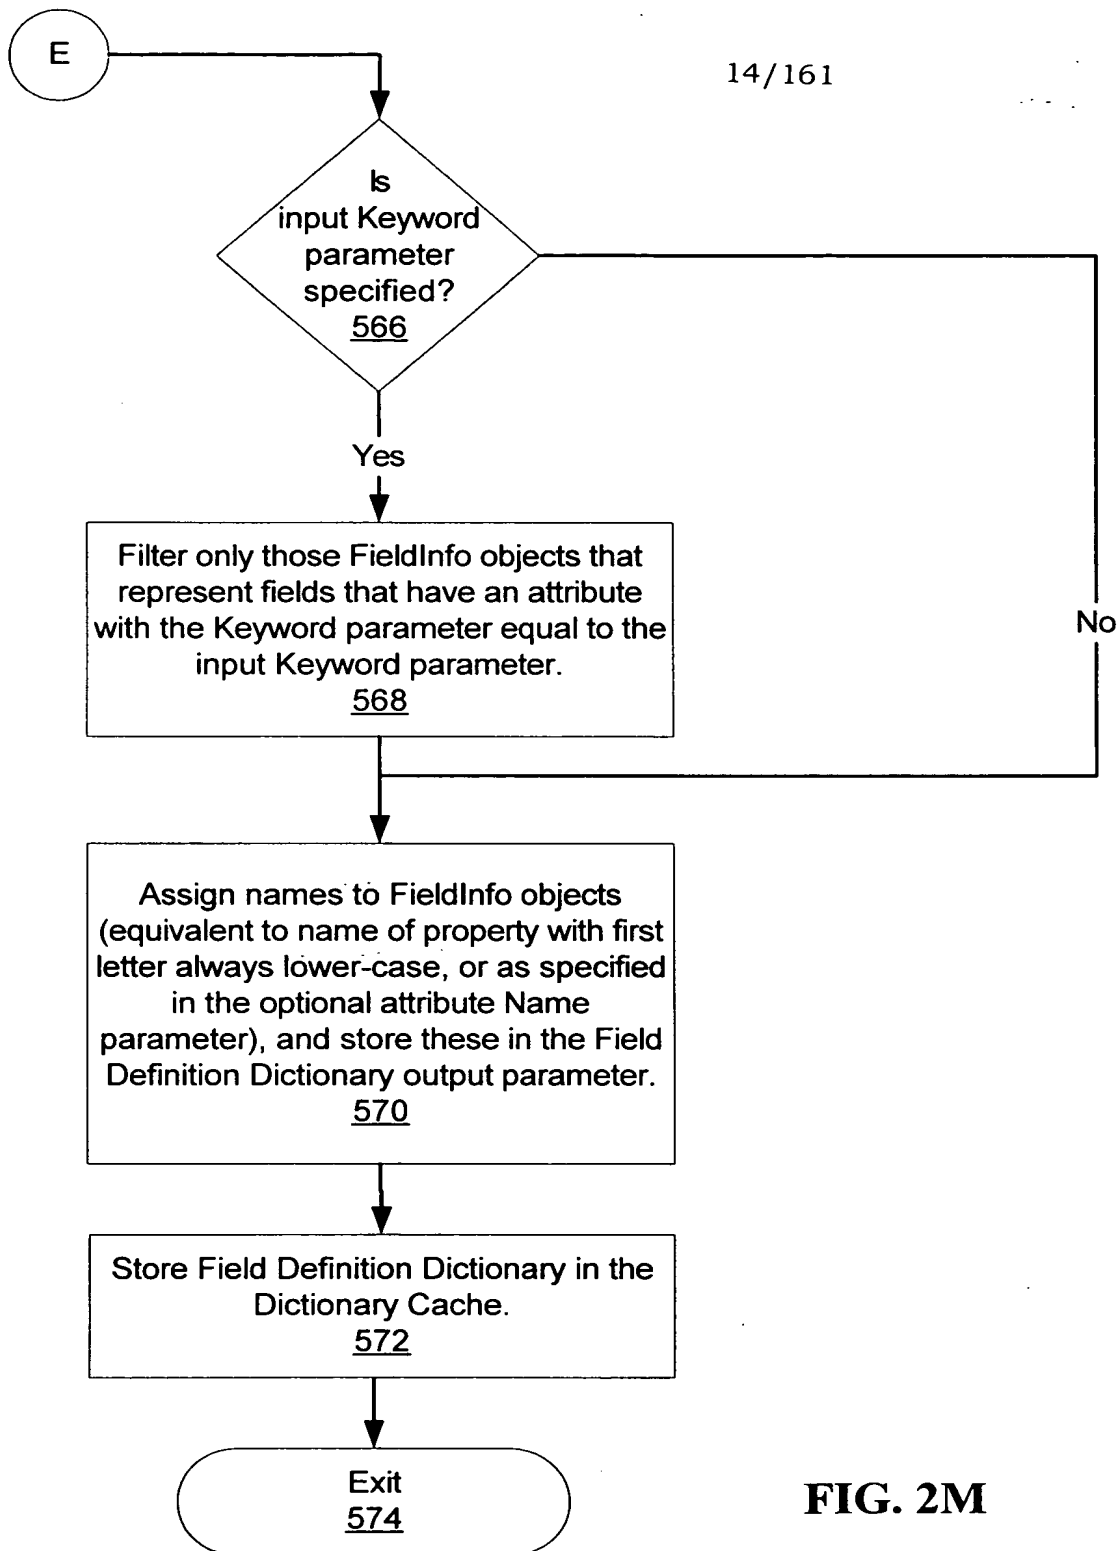 E
14/161
Is
input Keyword
parameter
specified?
566
Yes
No
Filter only those FieldInfo objects that
represent fields that have an attribute
with the Keyword parameter equal to the
input Keyword parameter.
568
Assign names to FieldInfo objects
(equivalent to name of property with first
letter always lower-case, or as specified
in the optional attribute Name
parameter), and store these in the Field
Definition Dictionary output parameter.
570
Store Field Definition Dictionary in the
Dictionary Cache.
572
Exit
574
FIG. 2M